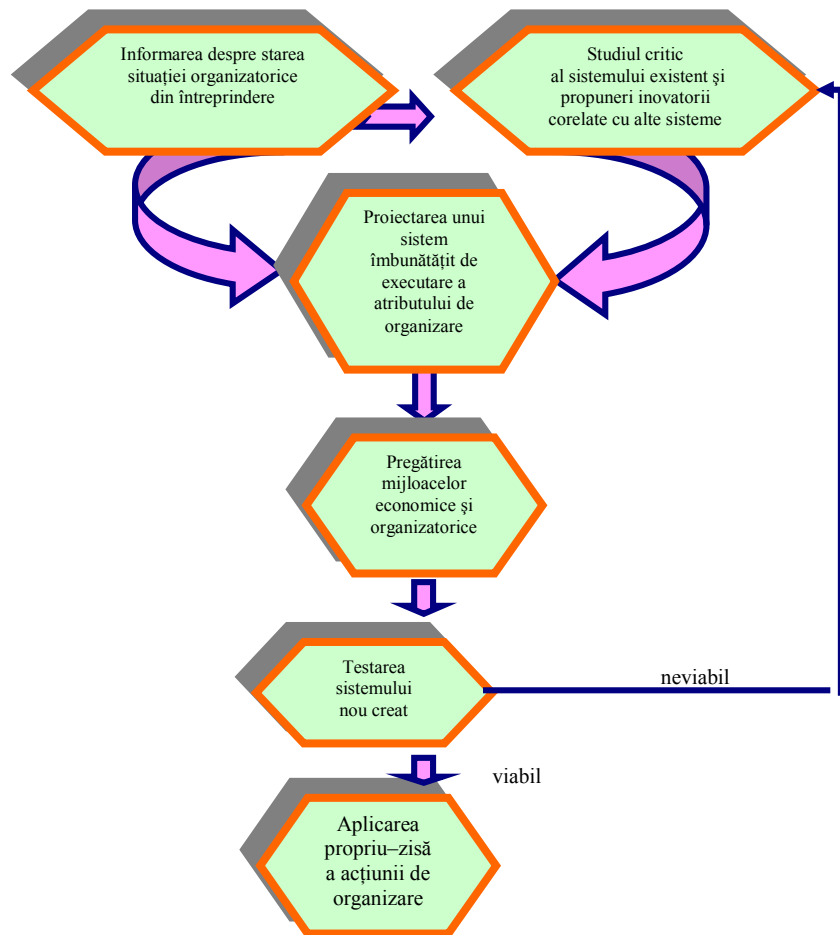 Informarea despre starea
situației organizatorice
din întreprindere
Studiul critic
al sistemului existent şi
propuneri inovatorii
corelate cu alte sisteme
Proiectarea unui
sistem
îmbunătățit de
executare a
atributului de
organizare
Pregătirea
mijloacelor
economice şi
organizatorice
Testarea
sistemului
nou creat
neviabil
viabil
Aplicarea
propriu–zisă
a acțiunii de
organizare